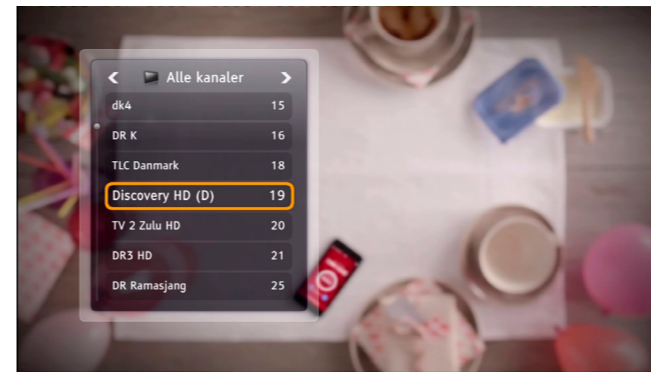 Alle kanaler
dk4 15
DR K 16
TLC Danmark 18
Discovery HD (D) 19
TV 2 Zulu HD 20
DR3 HD 21
DR Ramasjang 25